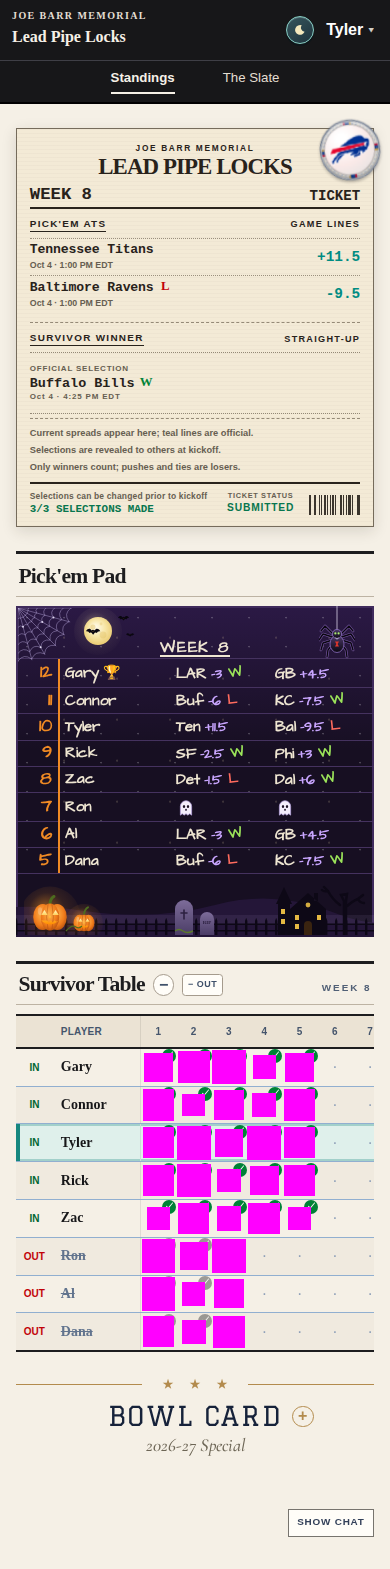 JOE BARR MEMORIAL
Lead Pipe Locks
Tyler
Standings
The Slate
JOE BARR MEMORIAL
LEAD PIPE LOCKS
WEEK 8
TICKET
PICK'EM ATS
GAME LINES
Tennessee Titans
Oct 4 · 1:00 PM EDT
+11.5
Baltimore Ravens L
Oct 4 · 1:00 PM EDT
-9.5
SURVIVOR WINNER
STRAIGHT-UP
OFFICIAL SELECTION
Buffalo Bills W
Oct 4 · 4:25 PM EDT
Current spreads appear here; teal lines are official.
Selections are revealed to others at kickoff.
Only winners count; pushes and ties are losers.
Selections can be changed prior to kickoff
3/3 SELECTIONS MADE
TICKET STATUS
SUBMITTED
Pick'em Pad
WEEK 8
12 Gary 🏆 LAR -3 W GB +4.5
11 Connor Buf -6 L KC -7.5 W
10 Tyler Ten +11.5 Bal -9.5 L
9 Rick SF -2.5 W Phi +3 W
8 Zac Det -1.5 L Dal +6 W
7 Ron
6 Al LAR -3 W GB +4.5
5 Dana Buf -6 L KC -7.5 W
Survivor Table
− OUT
WEEK 8
PLAYER 1 2 3 4 5 6 7
IN Gary
IN Connor
IN Tyler
IN Rick
IN Zac
OUT Ron
OUT Al
OUT Dana
BOWL CARD +
2026-27 Special
SHOW CHAT